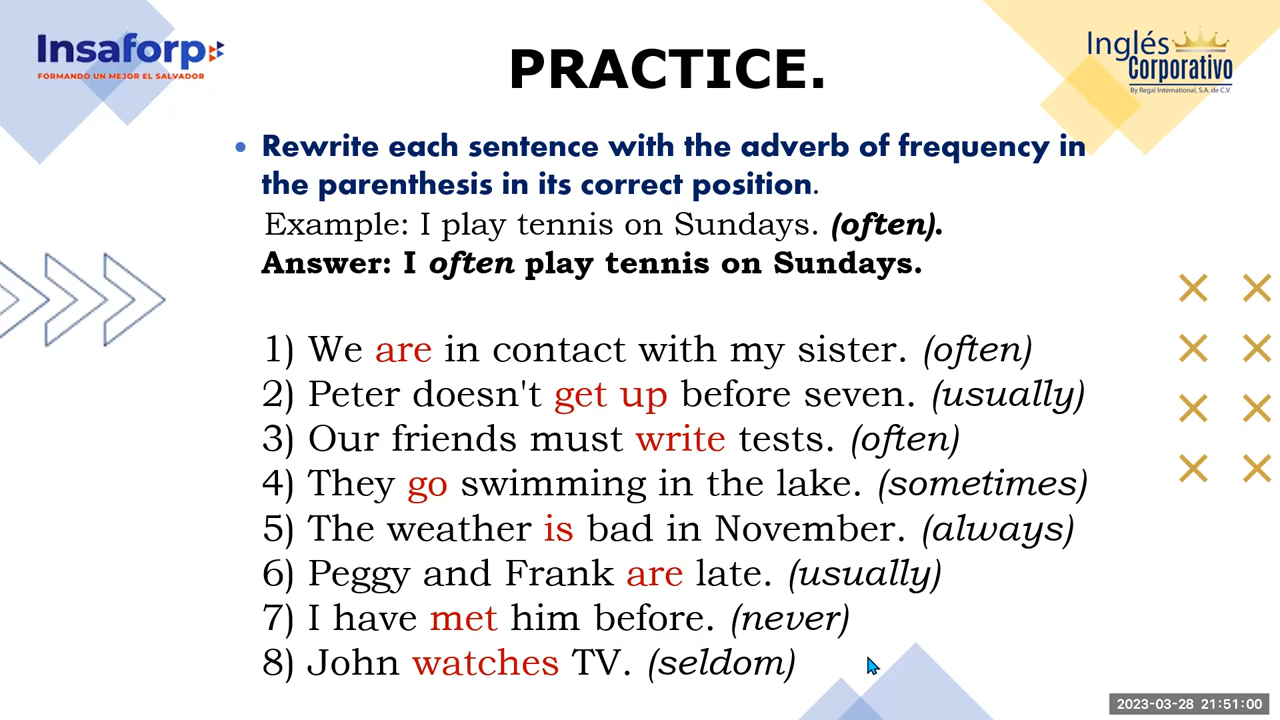 Insaforp
FORMANDO UN MEJOR EL SALVADOR
PRACTICE.
Inglés
Corporativo
By Regal International, S.A. de C.V.
• Rewrite each sentence with the adverb of frequency in
the parenthesis in its correct position.
Example: I play tennis on Sundays. (often).
Answer: I often play tennis on Sundays.
1) We are in contact with my sister. (often)
2) Peter doesn't get up before seven. (usually)
3) Our friends must write tests. (often)
4) They go swimming in the lake. (sometimes)
5) The weather is bad in November. (always)
6) Peggy and Frank are late. (usually)
7) I have met him before. (never)
8) John watches TV. (seldom)
2023-03-28 21:51:00